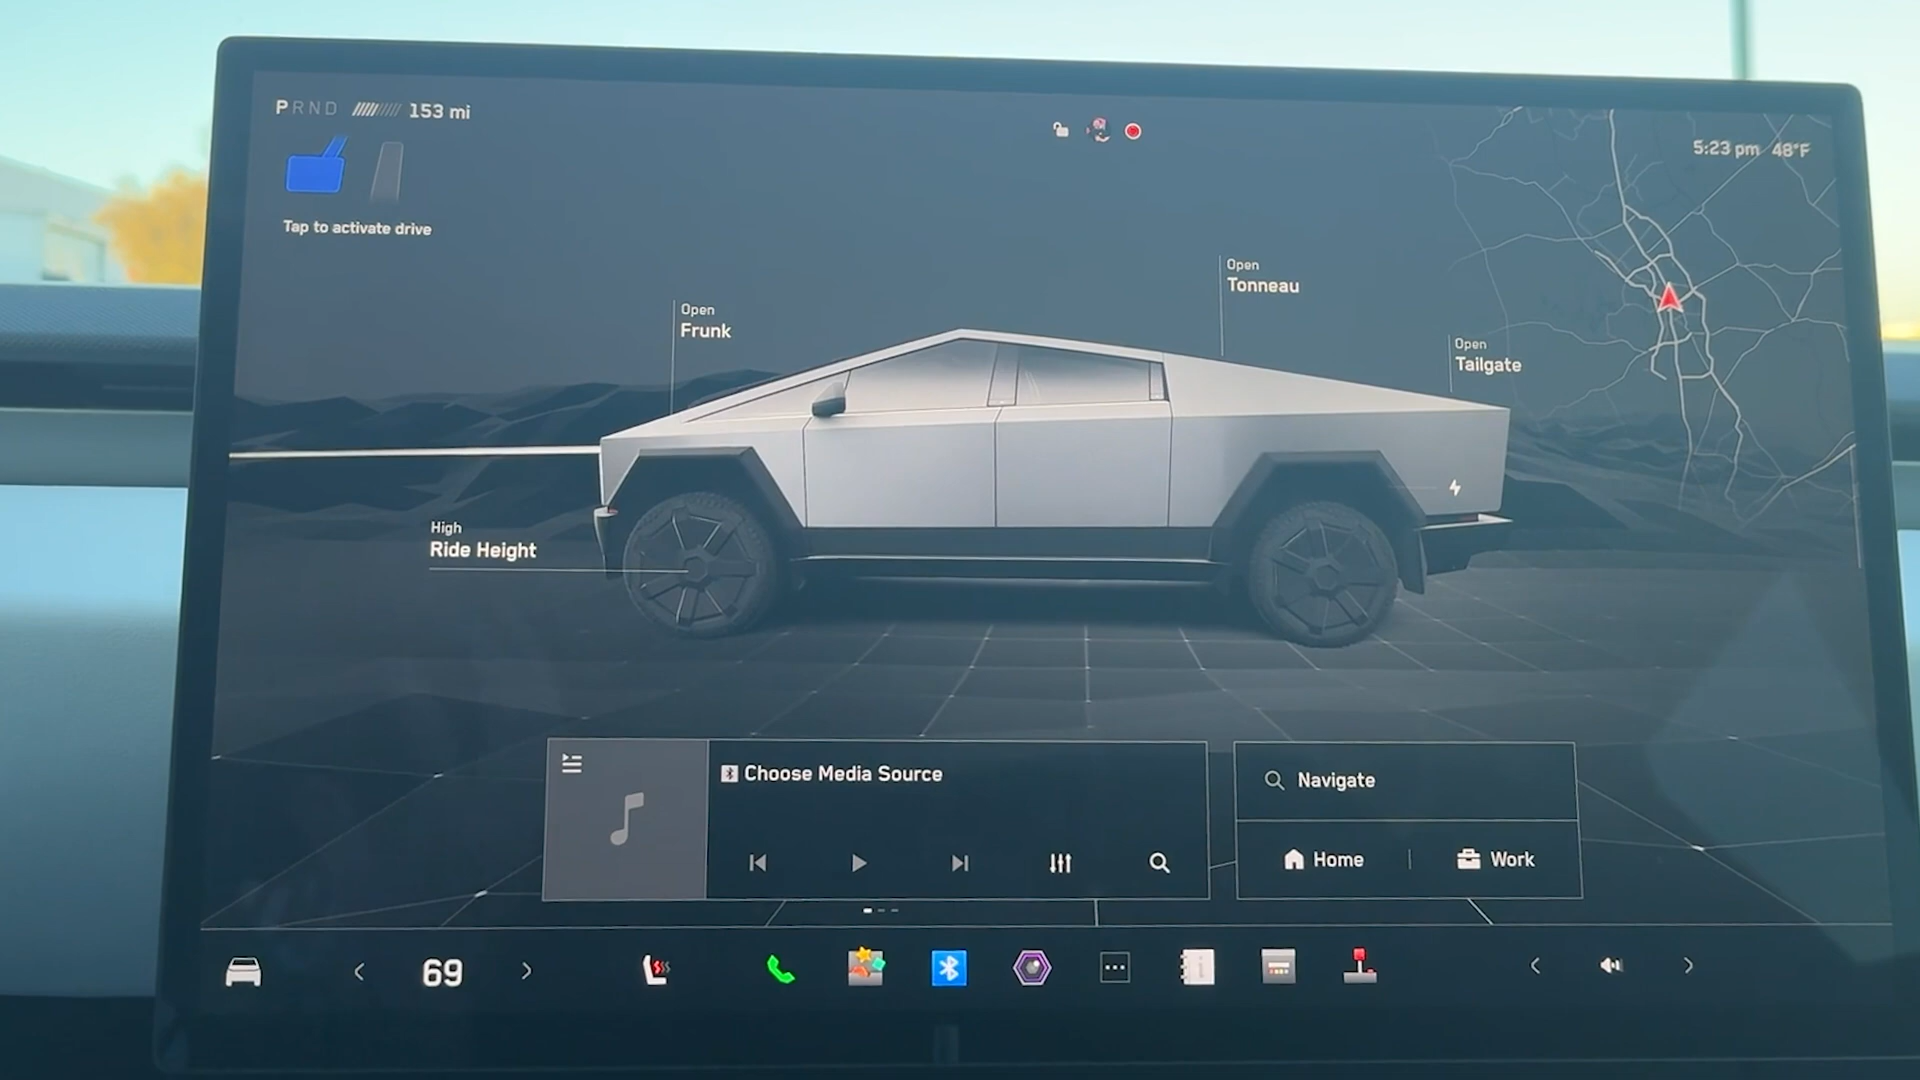 PRND 153 mi
5:23 pm 48°F
Tap to activate drive
Open
Tonneau
Open
Frunk
Open
Tailgate
High
Ride Height
Choose Media Source
Navigate
Home
Work
69